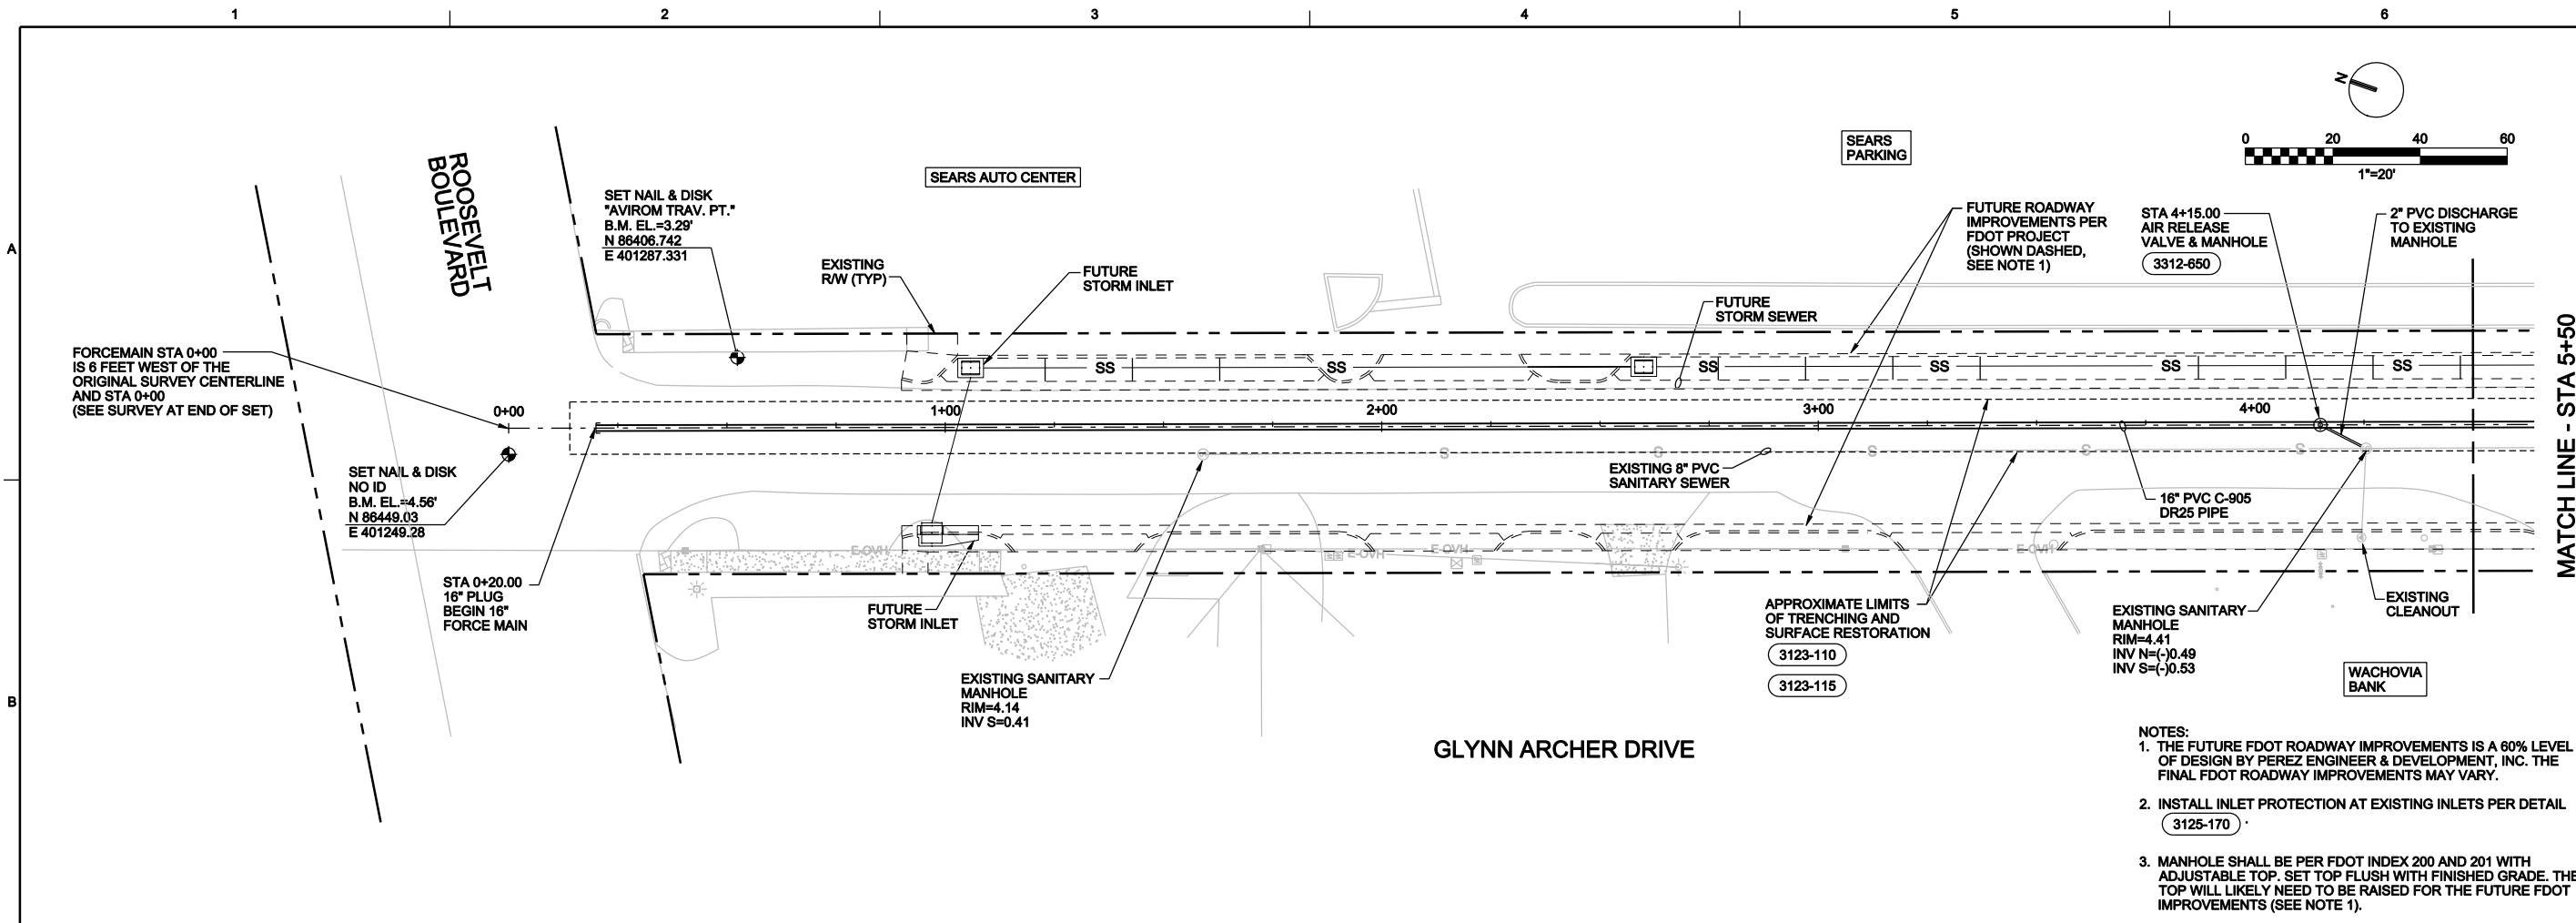 1
2
3
4
5
6
A
B
N
0
20
40
60
1"=20'
ROOSEVELT
BOULEVARD
SET NAIL & DISK
"AVIROM TRAV. PT."
B.M. EL.=3.29'
N 86406.742
E 401287.331
SEARS AUTO CENTER
SEARS
PARKING
EXISTING
R/W (TYP)
FUTURE
STORM INLET
FUTURE
STORM SEWER
FUTURE ROADWAY
IMPROVEMENTS PER
FDOT PROJECT
(SHOWN DASHED,
SEE NOTE 1)
STA 4+15.00
AIR RELEASE
VALVE & MANHOLE
3312-650
2" PVC DISCHARGE
TO EXISTING
MANHOLE
MATCH LINE - STA 5+50
FORCEMAIN STA 0+00
IS 6 FEET WEST OF THE
ORIGINAL SURVEY CENTERLINE
AND STA 0+00
(SEE SURVEY AT END OF SET)
SS
SS
SS
SS
SS
SS
0+00
1+00
2+00
3+00
4+00
S
S
S
S
S
SET NAIL & DISK
NO ID
B.M. EL.=4.56'
N 86449.03
E 401249.28
EXISTING 8" PVC
SANITARY SEWER
16" PVC C-905
DR25 PIPE
E-OVH
E-OVH
E-OVH
E-OVH
STA 0+20.00
16" PLUG
BEGIN 16"
FORCE MAIN
FUTURE
STORM INLET
EXISTING SANITARY
MANHOLE
RIM=4.14
INV S=0.41
APPROXIMATE LIMITS
OF TRENCHING AND
SURFACE RESTORATION
3123-110
3123-115
EXISTING SANITARY
MANHOLE
RIM=4.41
INV N=(-)0.49
INV S=(-)0.53
EXISTING
CLEANOUT
WACHOVIA
BANK
GLYNN ARCHER DRIVE
NOTES:
1. THE FUTURE FDOT ROADWAY IMPROVEMENTS IS A 60% LEVEL
OF DESIGN BY PEREZ ENGINEER & DEVELOPMENT, INC. THE
FINAL FDOT ROADWAY IMPROVEMENTS MAY VARY.
2. INSTALL INLET PROTECTION AT EXISTING INLETS PER DETAIL
3125-170 .
3. MANHOLE SHALL BE PER FDOT INDEX 200 AND 201 WITH
ADJUSTABLE TOP. SET TOP FLUSH WITH FINISHED GRADE. THE
TOP WILL LIKELY NEED TO BE RAISED FOR THE FUTURE FDOT
IMPROVEMENTS (SEE NOTE 1).